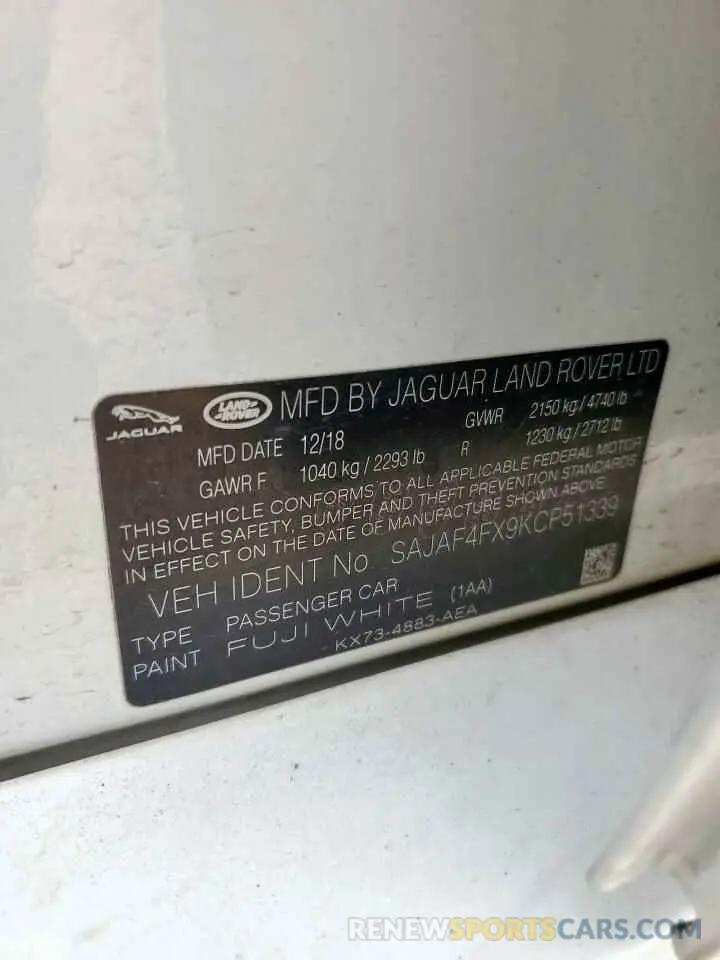 JAGUAR LAND ROVER MFD BY JAGUAR LAND ROVER LTD
MFD DATE 12/18 GVWR 2150 kg / 4740 lb
GAWR F 1040 kg / 2293 lb R 1230 kg / 2712 lb
THIS VEHICLE CONFORMS TO ALL APPLICABLE FEDERAL MOTOR
VEHICLE SAFETY, BUMPER AND THEFT PREVENTION STANDARDS
IN EFFECT ON THE DATE OF MANUFACTURE SHOWN ABOVE.
VEH IDENT No SAJAF4FX9KCP51339
TYPE PASSENGER CAR
PAINT FUJI WHITE (1AA)
KX73-4883-AEA
RENEWSPORTSCARS.COM